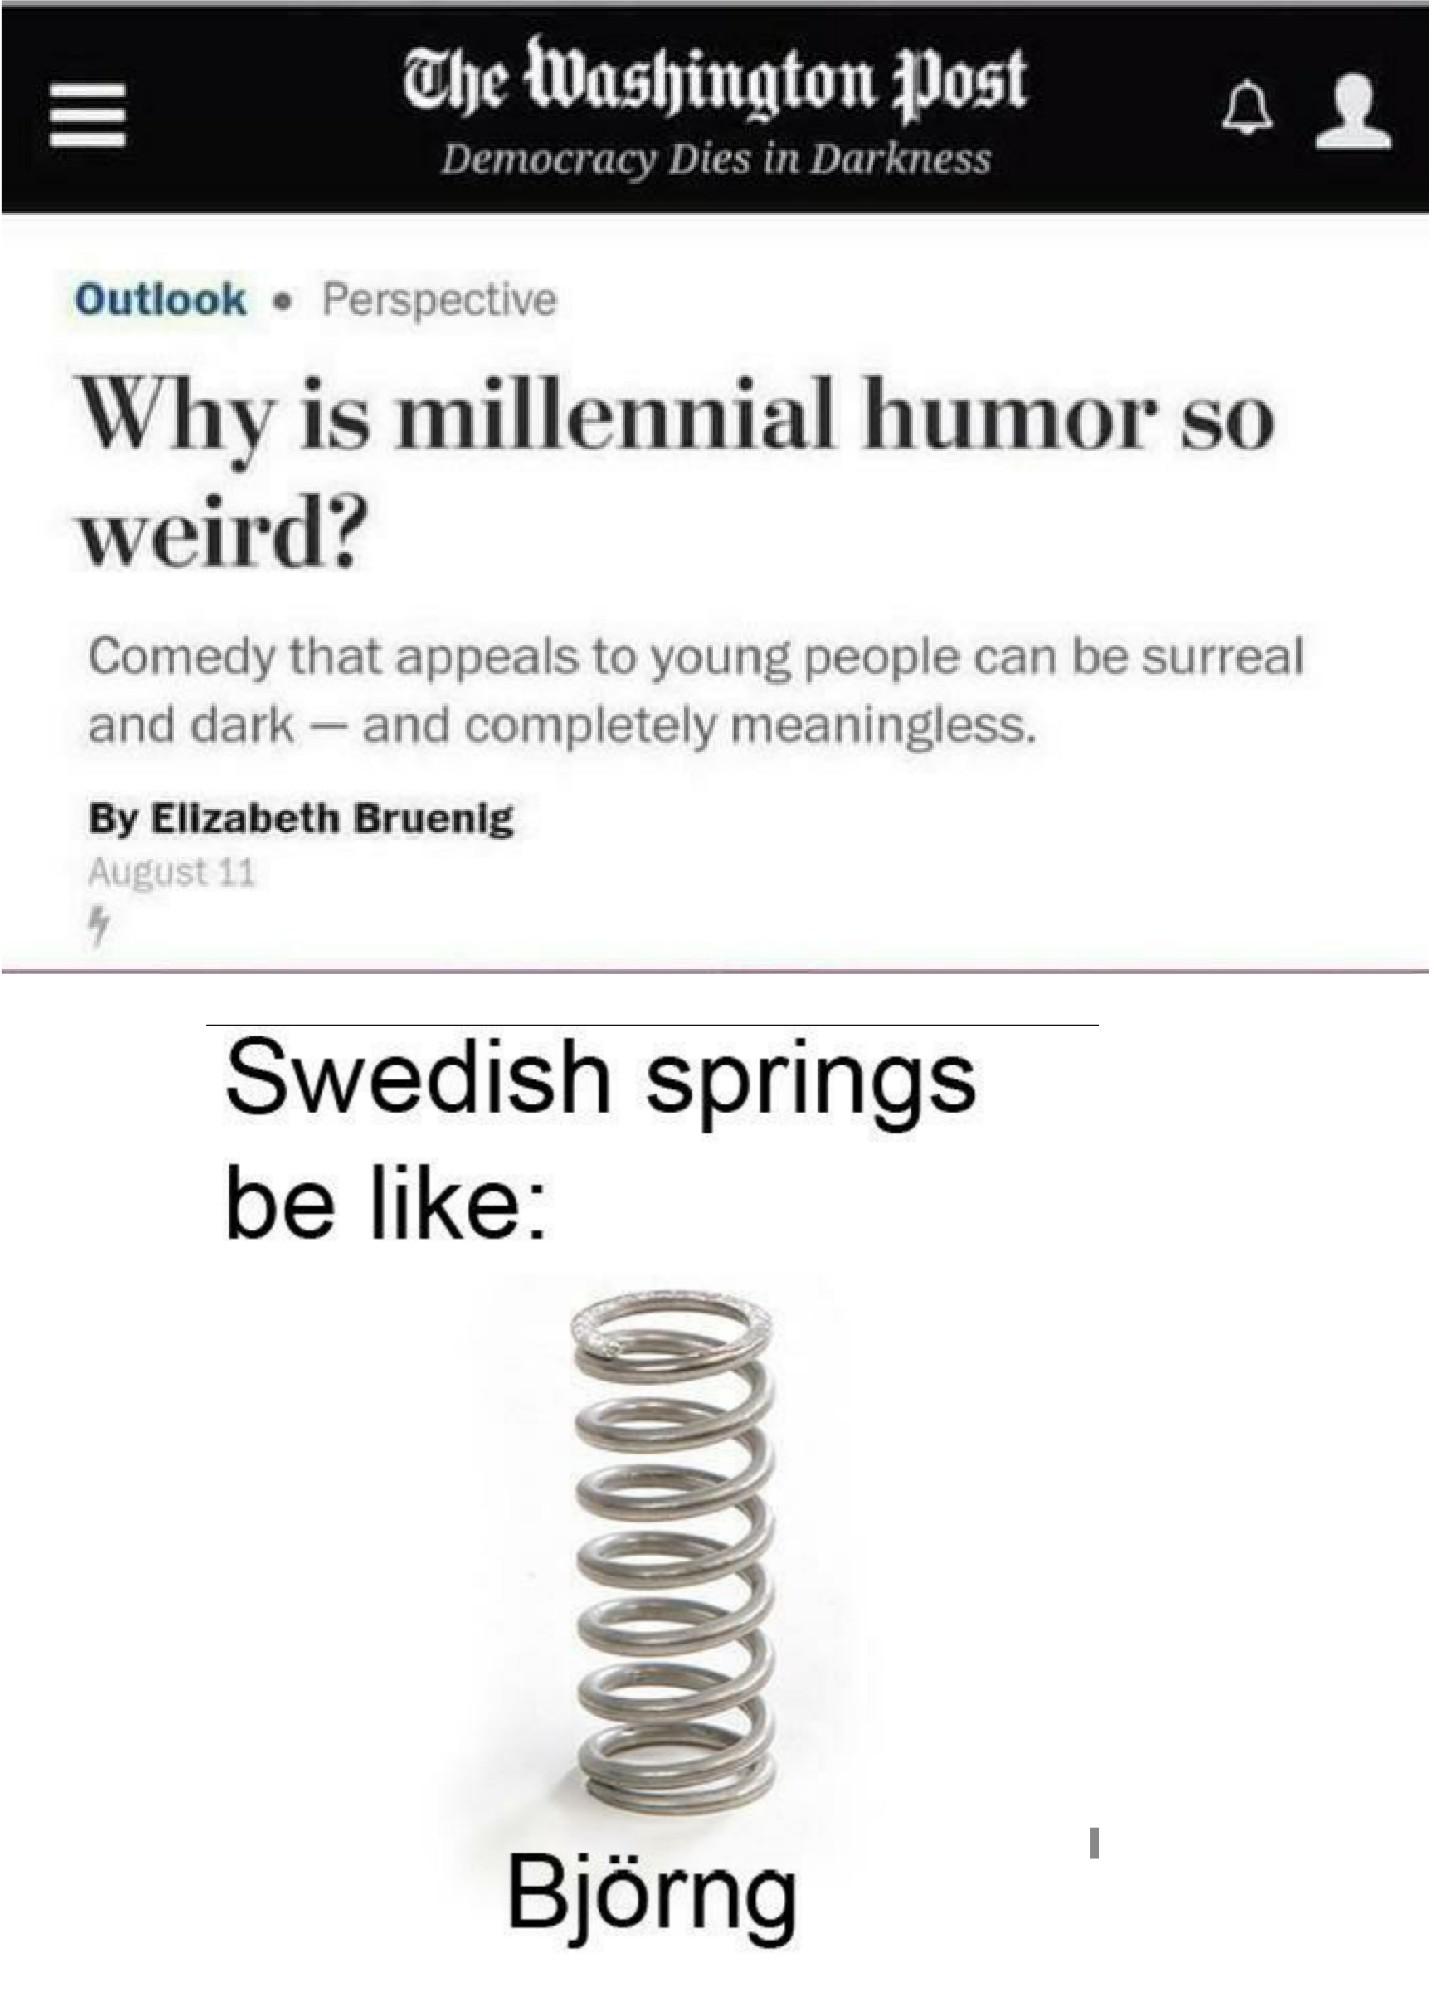 The Washington Post
Democracy Dies in Darkness
Outlook • Perspective
Why is millennial humor so
weird?
Comedy that appeals to young people can be surreal
and dark — and completely meaningless.
By Elizabeth Bruenig
August 11
Swedish springs
be like:
Björng